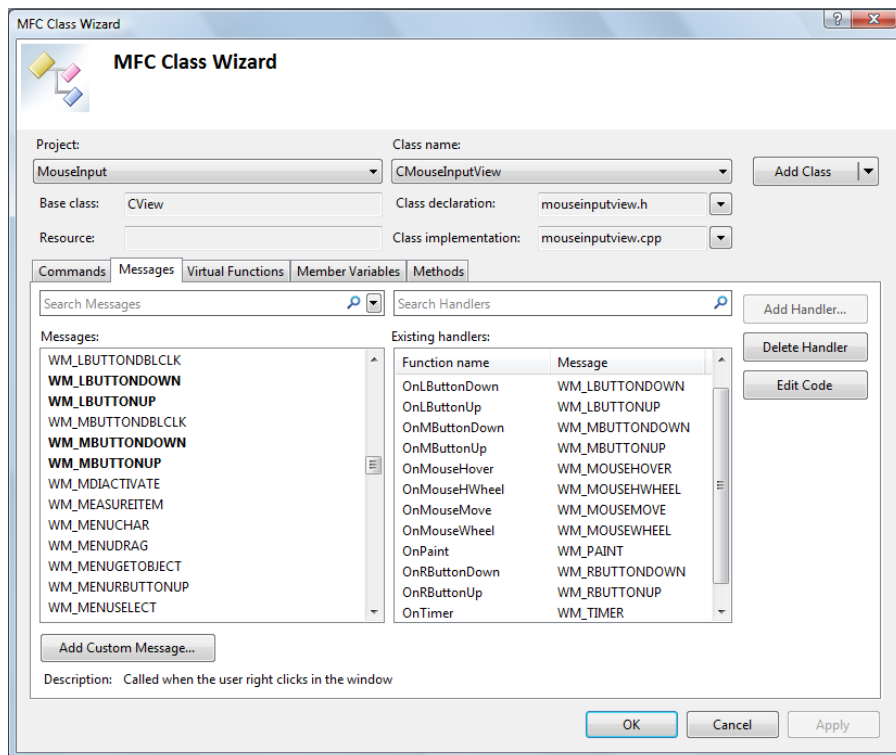 MFC Class Wizard
MFC Class Wizard
Project:
Class name:
MouseInput
CMouseInputView
Add Class
Base class:
CView
Class declaration:
mouseinputview.h
Resource:
Class implementation:
mouseinputview.cpp
Commands
Messages
Virtual Functions
Member Variables
Methods
Search Messages
Search Handlers
Add Handler...
Messages:
Existing handlers:
Delete Handler
Edit Code
WM_LBUTTONDBLCLK
WM_LBUTTONDOWN
WM_LBUTTONUP
WM_MBUTTONDBLCLK
WM_MBUTTONDOWN
WM_MBUTTONUP
WM_MDIACTIVATE
WM_MEASUREITEM
WM_MENUCHAR
WM_MENUDRAG
WM_MENUGETOBJECT
WM_MENURBUTTONUP
WM_MENUSELECT
Function name Message
OnLButtonDown WM_LBUTTONDOWN
OnLButtonUp WM_LBUTTONUP
OnMButtonDown WM_MBUTTONDOWN
OnMButtonUp WM_MBUTTONUP
OnMouseHover WM_MOUSEHOVER
OnMouseHWheel WM_MOUSEHWHEEL
OnMouseMove WM_MOUSEMOVE
OnMouseWheel WM_MOUSEWHEEL
OnPaint WM_PAINT
OnRButtonDown WM_RBUTTONDOWN
OnRButtonUp WM_RBUTTONUP
OnTimer WM_TIMER
Add Custom Message...
Description: Called when the user right clicks in the window
OK
Cancel
Apply